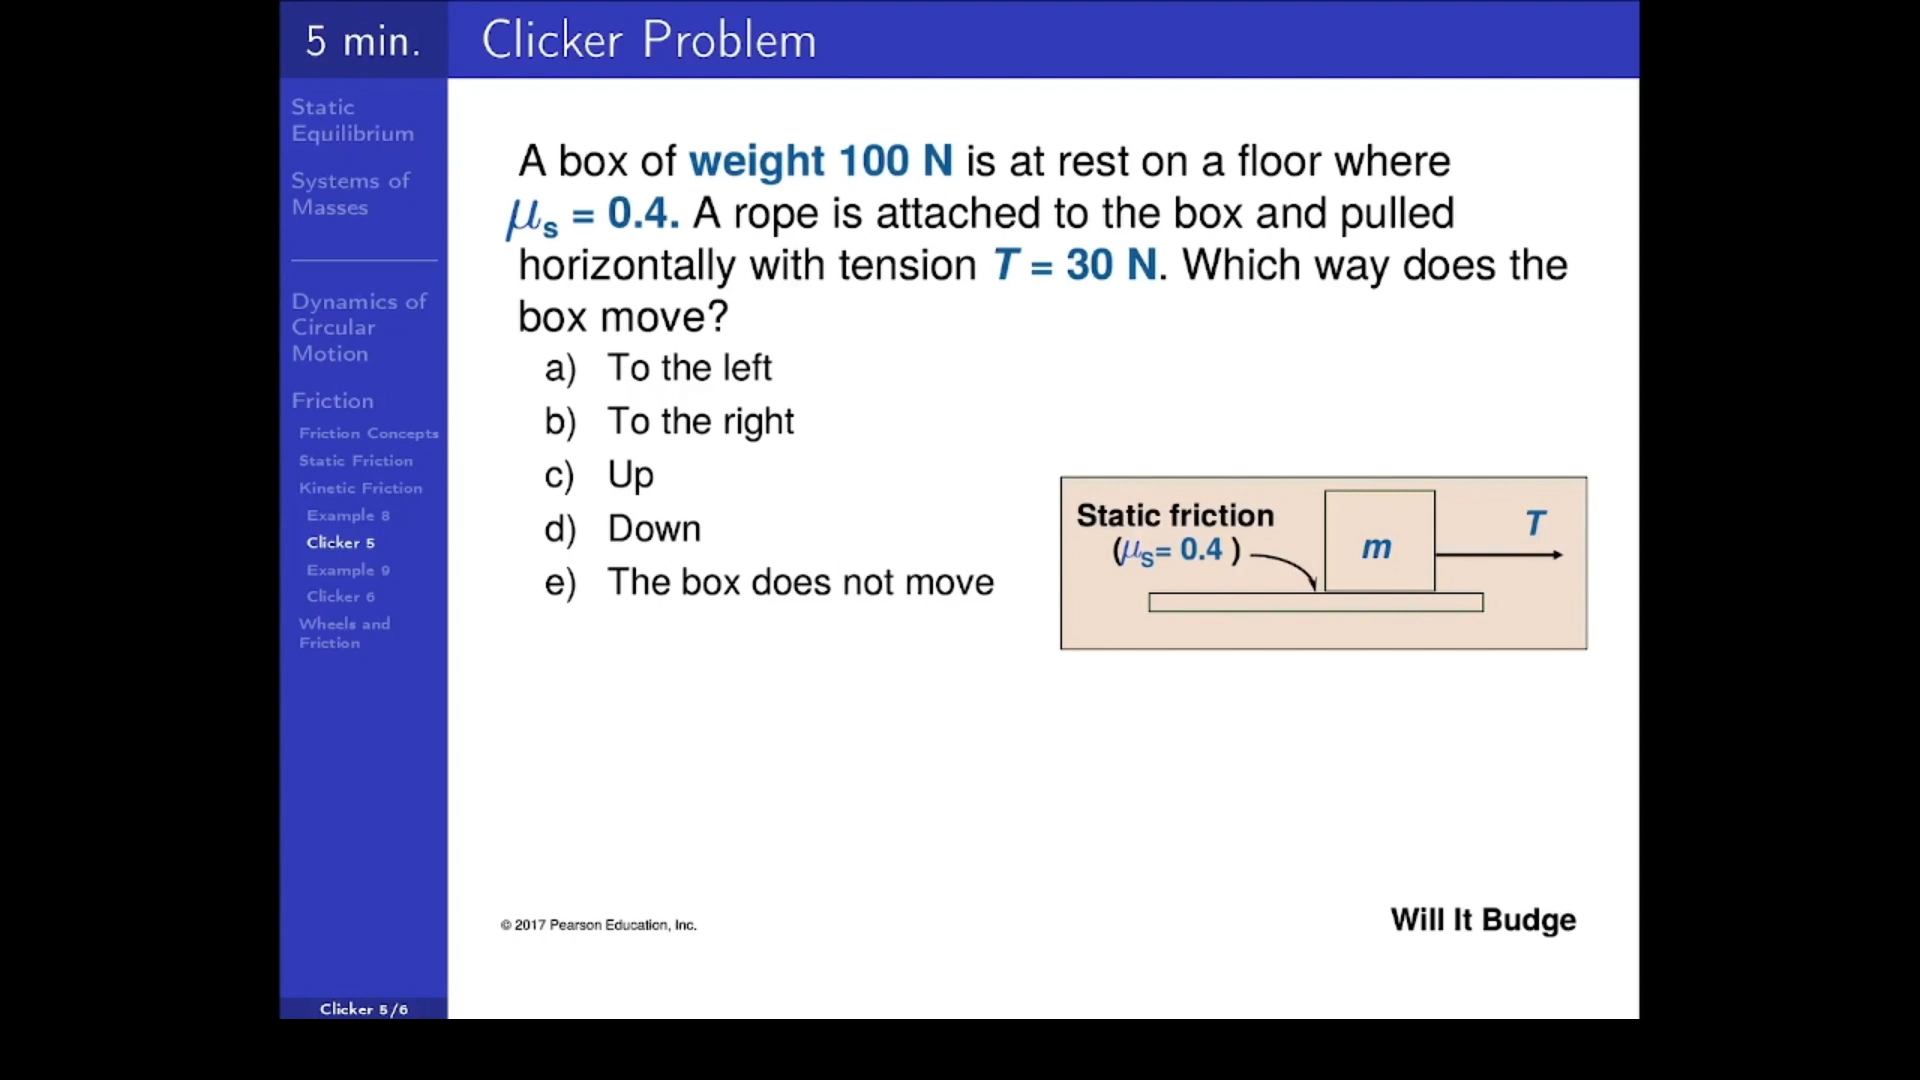 5 min.
Clicker Problem
Static
Equilibrium
Systems of
Masses
Dynamics of
Circular
Motion
Friction
Friction Concepts
Static Friction
Kinetic Friction
Example 8
Clicker 5
Example 9
Clicker 6
Wheels and
Friction
Clicker 5/6
A box of weight 100 N is at rest on a floor where
μs = 0.4. A rope is attached to the box and pulled
horizontally with tension T = 30 N. Which way does the
box move?
a) To the left
b) To the right
c) Up
d) Down
e) The box does not move
Static friction
(μs= 0.4 )
m
T
© 2017 Pearson Education, Inc.
Will It Budge